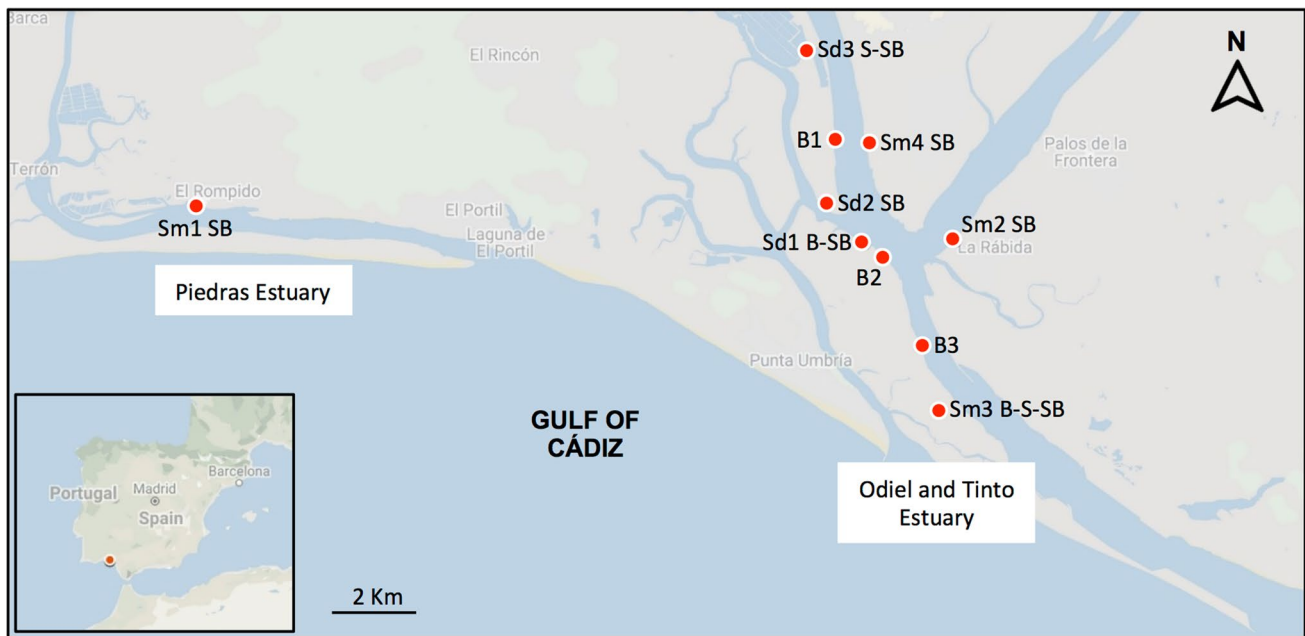 Barca
El Rincón
Sd3 S-SB
N
B1
Sm4 SB
Palos de la
Frontera
Terrón
El Rompido
Sm1 SB
El Portil
Laguna de
El Portil
Sd2 SB
Sd1 B-SB
B2
Sm2 SB
La Rábida
Piedras Estuary
B3
Punta Umbría
Sm3 B-S-SB
GULF OF
CÁDIZ
Odiel and Tinto
Estuary
Barcelona
Portugal
Madrid
Spain
2 Km